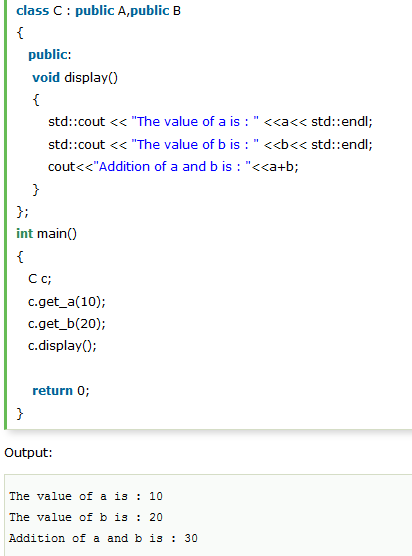 class C : public A,public B
{
public:
void display()
{
std::cout << "The value of a is : " <<a<< std::endl;
std::cout << "The value of b is : " <<b<< std::endl;
cout<<"Addition of a and b is : "<<a+b;
}
};
int main()
{
C c;
c.get_a(10);
c.get_b(20);
c.display();
return 0;
}
Output:
The value of a is : 10
The value of b is : 20
Addition of a and b is : 30